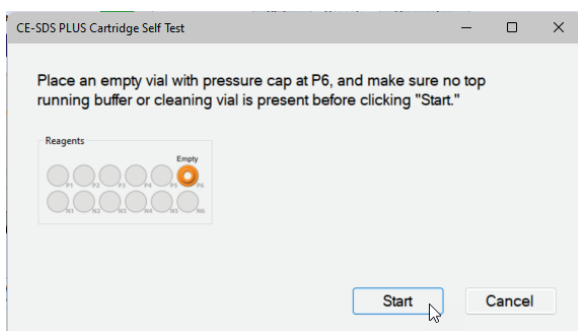 CE-SDS PLUS Cartridge Self Test
Place an empty vial with pressure cap at P6, and make sure no top
running buffer or cleaning vial is present before clicking "Start."
Reagents
Empty
P1 P2 P3 P4 P5 P6
N1 N2 N3 N4 N5 N6
Start Cancel